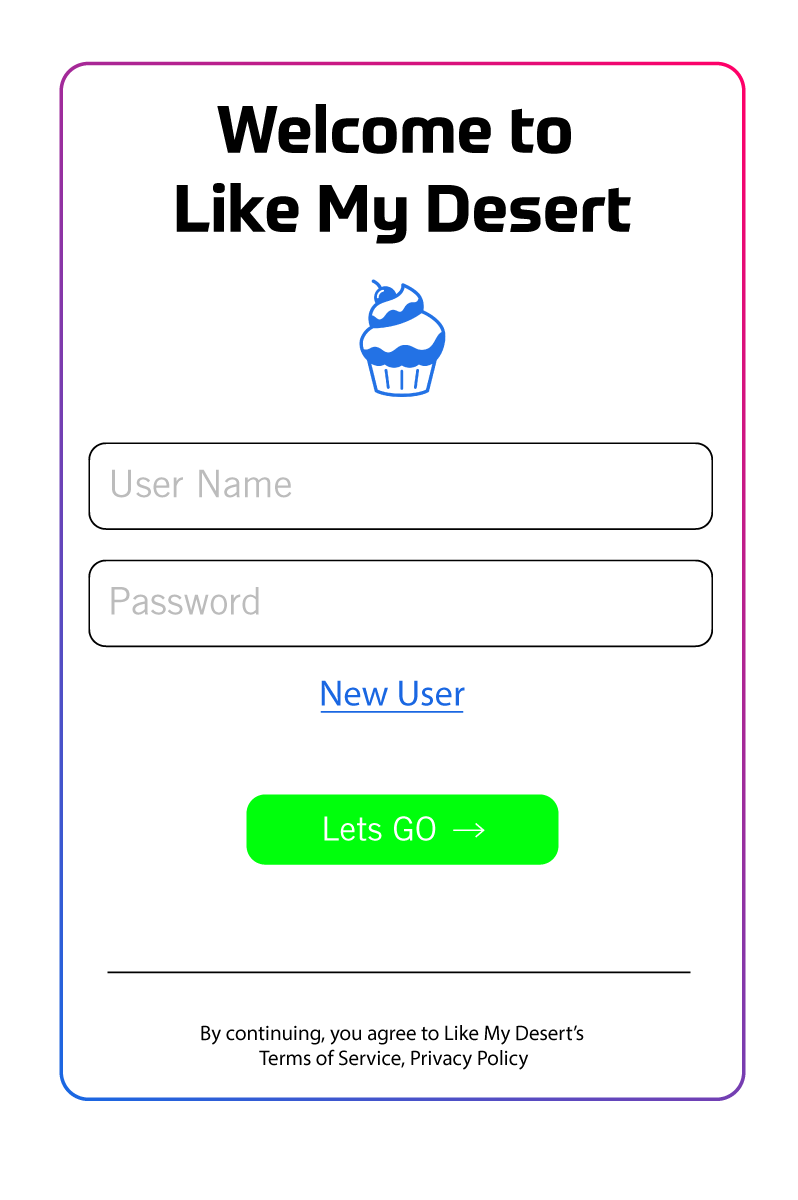 Welcome to
Like My Desert
User Name
Password
New User
Lets GO →
By continuing, you agree to Like My Desert’s
Terms of Service, Privacy Policy